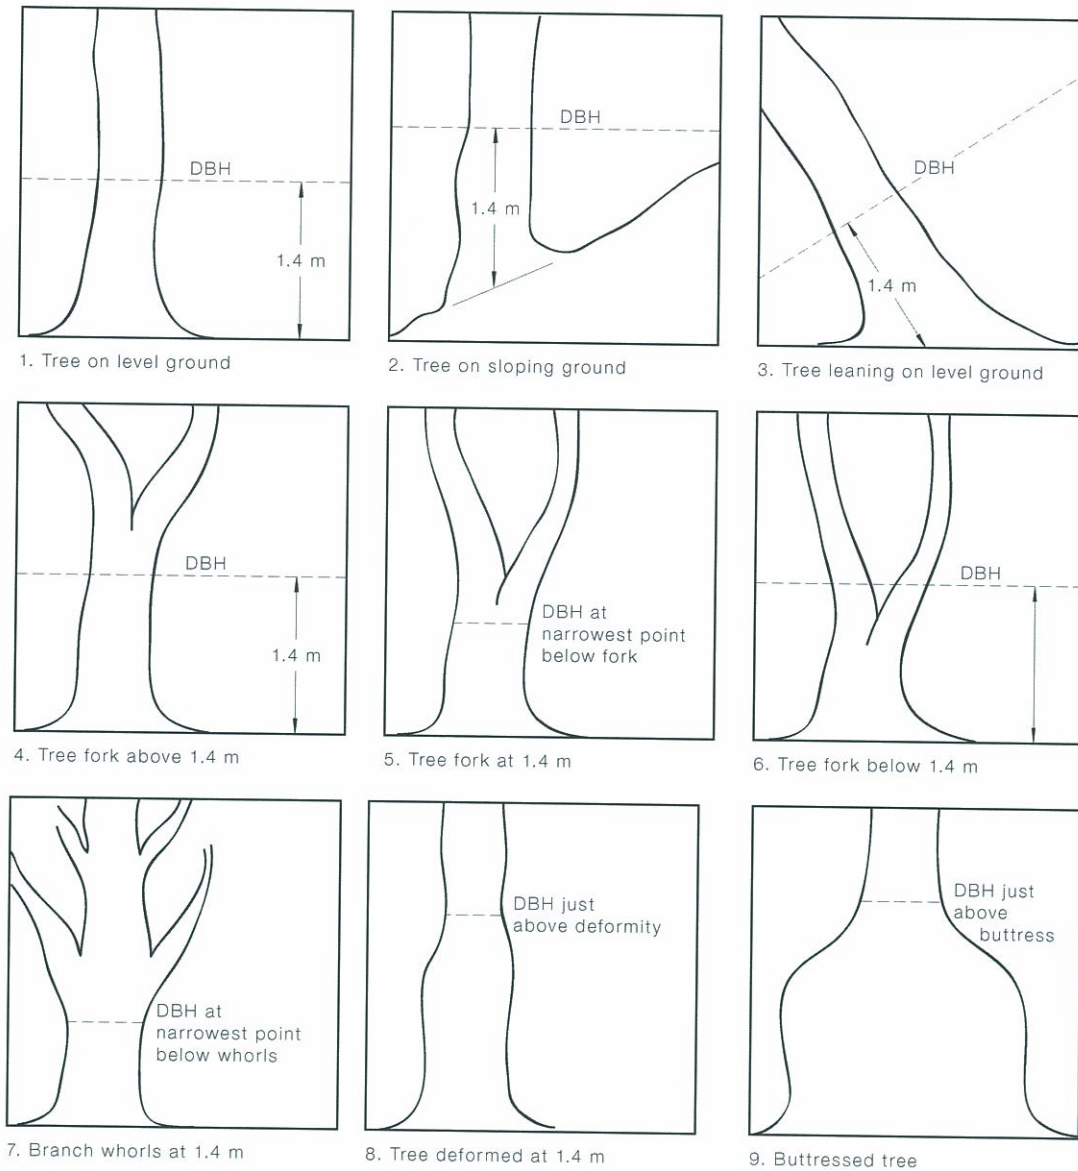 DBH
1.4 m
1. Tree on level ground
DBH
1.4 m
2. Tree on sloping ground
DBH
1.4 m
3. Tree leaning on level ground
DBH
1.4 m
4. Tree fork above 1.4 m
DBH at
narrowest point
below fork
5. Tree fork at 1.4 m
DBH
6. Tree fork below 1.4 m
DBH at
narrowest point
below whorls
7. Branch whorls at 1.4 m
DBH just
above deformity
8. Tree deformed at 1.4 m
DBH just
above
buttress
9. Buttressed tree